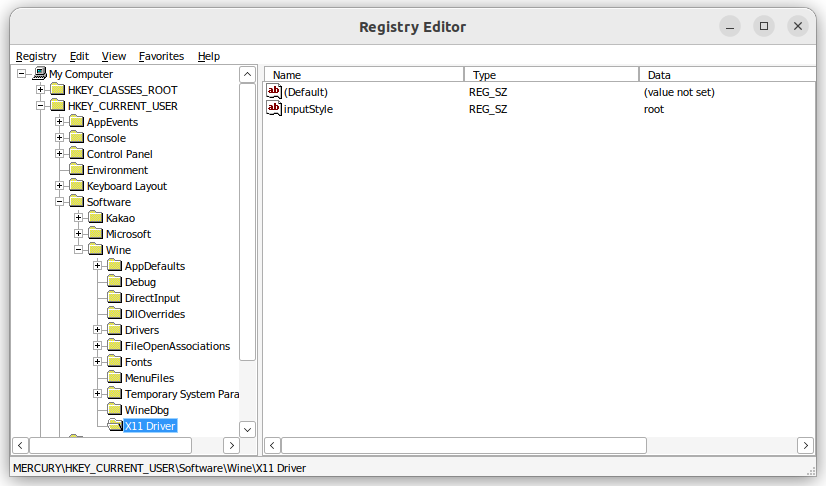 Registry Editor
Registry Edit View Favorites Help
My Computer
HKEY_CLASSES_ROOT
HKEY_CURRENT_USER
AppEvents
Console
Control Panel
Environment
Keyboard Layout
Software
Kakao
Microsoft
Wine
AppDefaults
Debug
DirectInput
DllOverrides
Drivers
FileOpenAssociations
Fonts
MenuFiles
Temporary System Para
WineDbg
X11 Driver
Name Type Data
ab (Default) REG_SZ (value not set)
ab inputStyle REG_SZ root
MERCURY\HKEY_CURRENT_USER\Software\Wine\X11 Driver